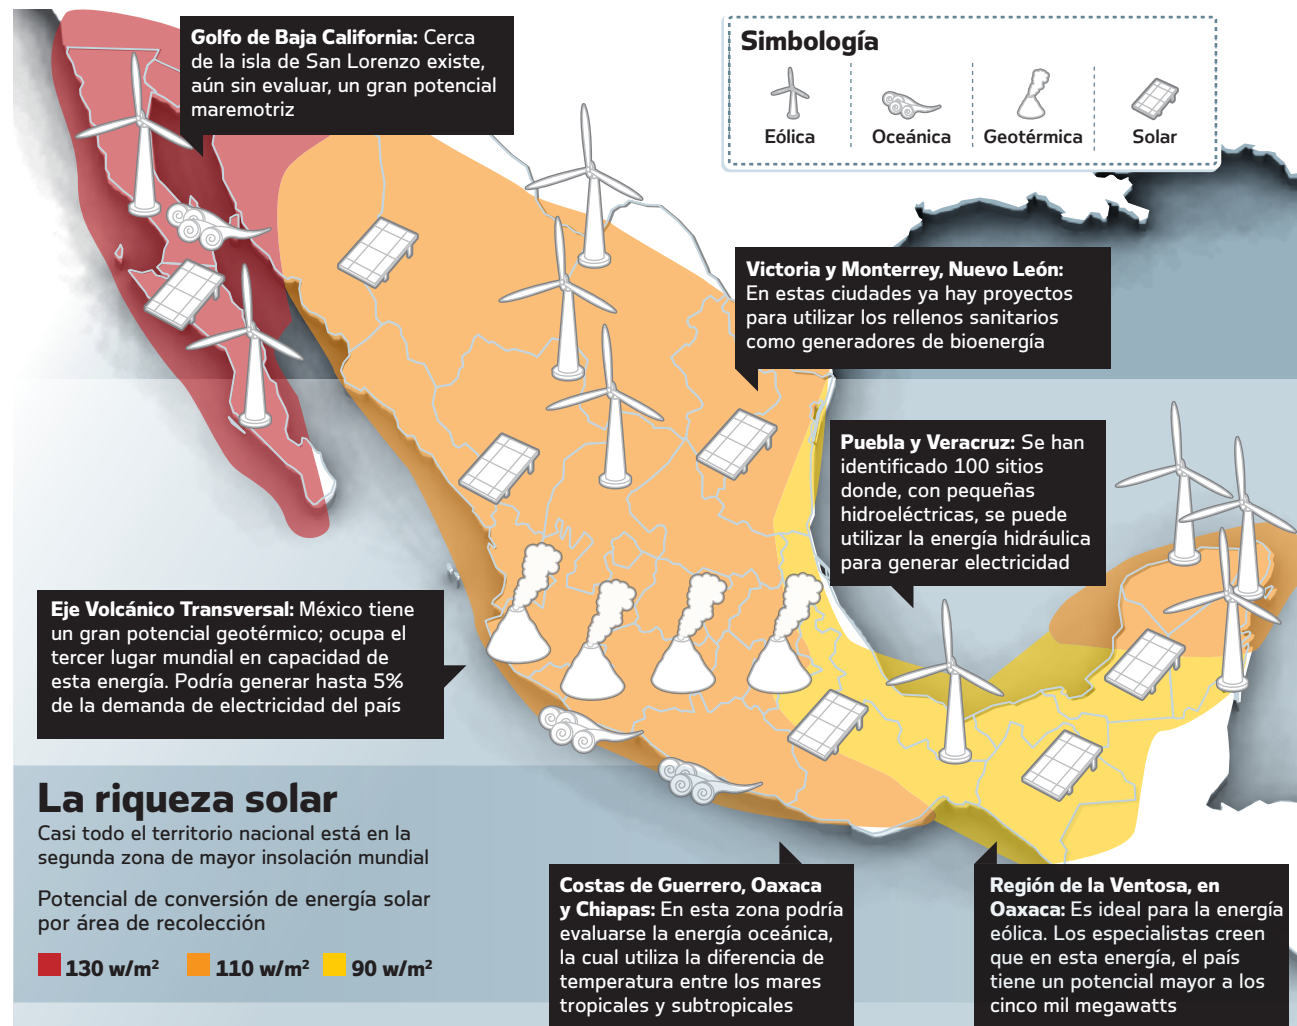 Golfo de Baja California: Cerca
de la isla de San Lorenzo existe,
aún sin evaluar, un gran potencial
maremotriz
Simbología
Eólica
Oceánica
Geotérmica
Solar
Victoria y Monterrey, Nuevo León:
En estas ciudades ya hay proyectos
para utilizar los rellenos sanitarios
como generadores de bioenergía
Puebla y Veracruz: Se han
identificado 100 sitios
donde, con pequeñas
hidroeléctricas, se puede
utilizar la energía hidráulica
para generar electricidad
Eje Volcánico Transversal: México tiene
un gran potencial geotérmico; ocupa el
tercer lugar mundial en capacidad de
esta energía. Podría generar hasta 5%
de la demanda de electricidad del país
La riqueza solar
Casi todo el territorio nacional está en la
segunda zona de mayor insolación mundial
Potencial de conversión de energía solar
por área de recolección
130 w/m²
110 w/m²
90 w/m²
Costas de Guerrero, Oaxaca
y Chiapas: En esta zona podría
evaluarse la energía oceánica,
la cual utiliza la diferencia de
temperatura entre los mares
tropicales y subtropicales
Región de la Ventosa, en
Oaxaca: Es ideal para la energía
eólica. Los especialistas creen
que en esta energía, el país
tiene un potencial mayor a los
cinco mil megawatts